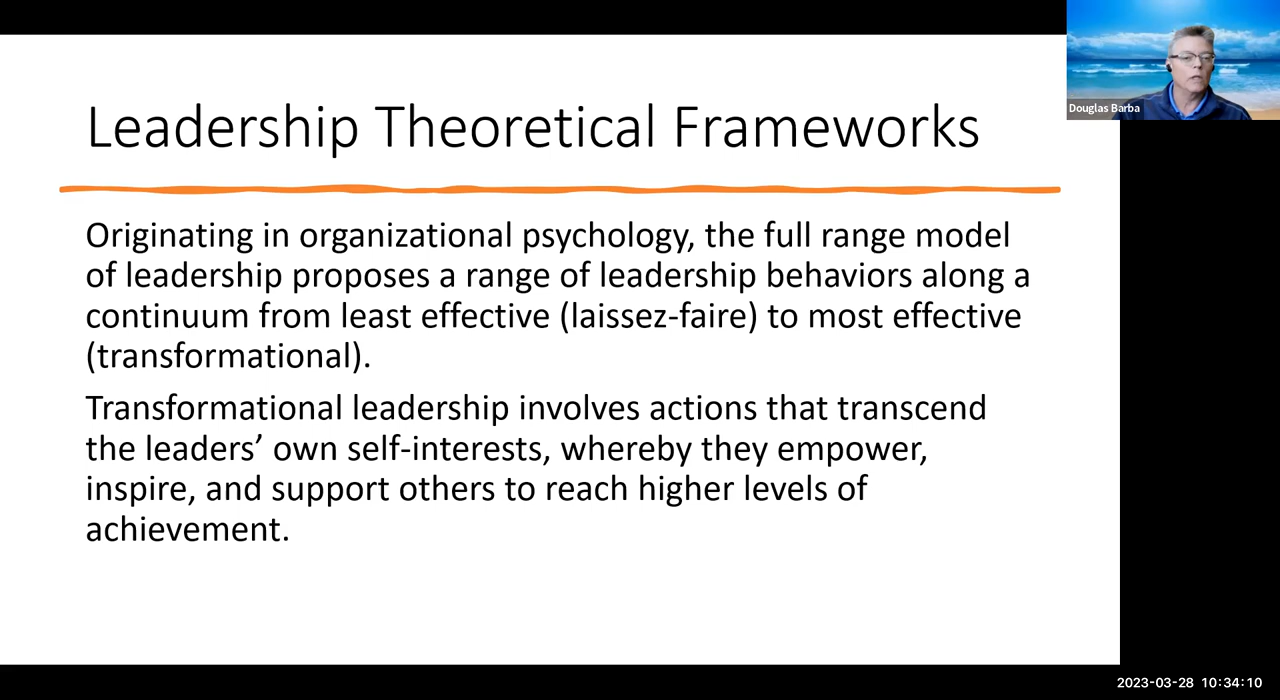 Leadership Theoretical Frameworks
Originating in organizational psychology, the full range model
of leadership proposes a range of leadership behaviors along a
continuum from least effective (laissez-faire) to most effective
(transformational).
Transformational leadership involves actions that transcend
the leaders’ own self-interests, whereby they empower,
inspire, and support others to reach higher levels of
achievement.
Douglas Barba
2023-03-28 10:34:10